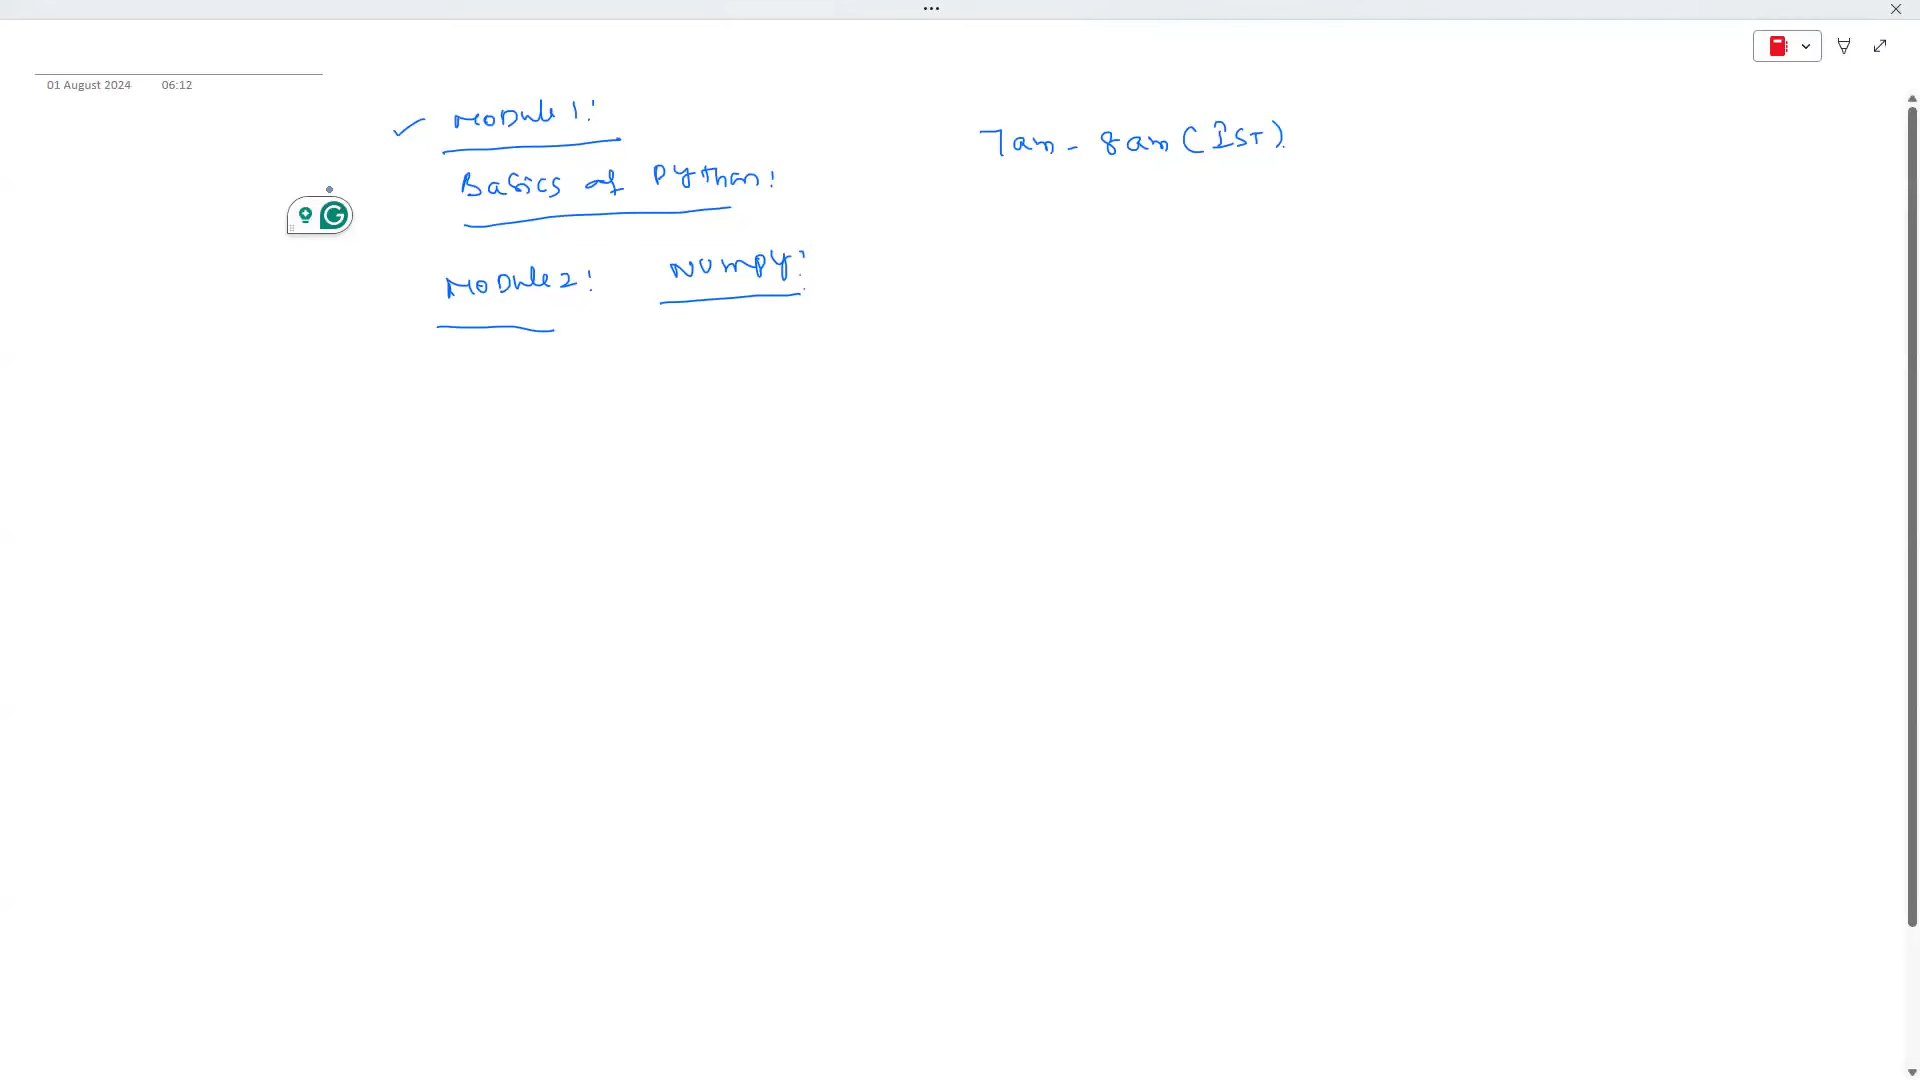 01 August 2024 06:12
Module 1:
7am - 8am (IST)
Basics of Python:
Module 2: Numpy: